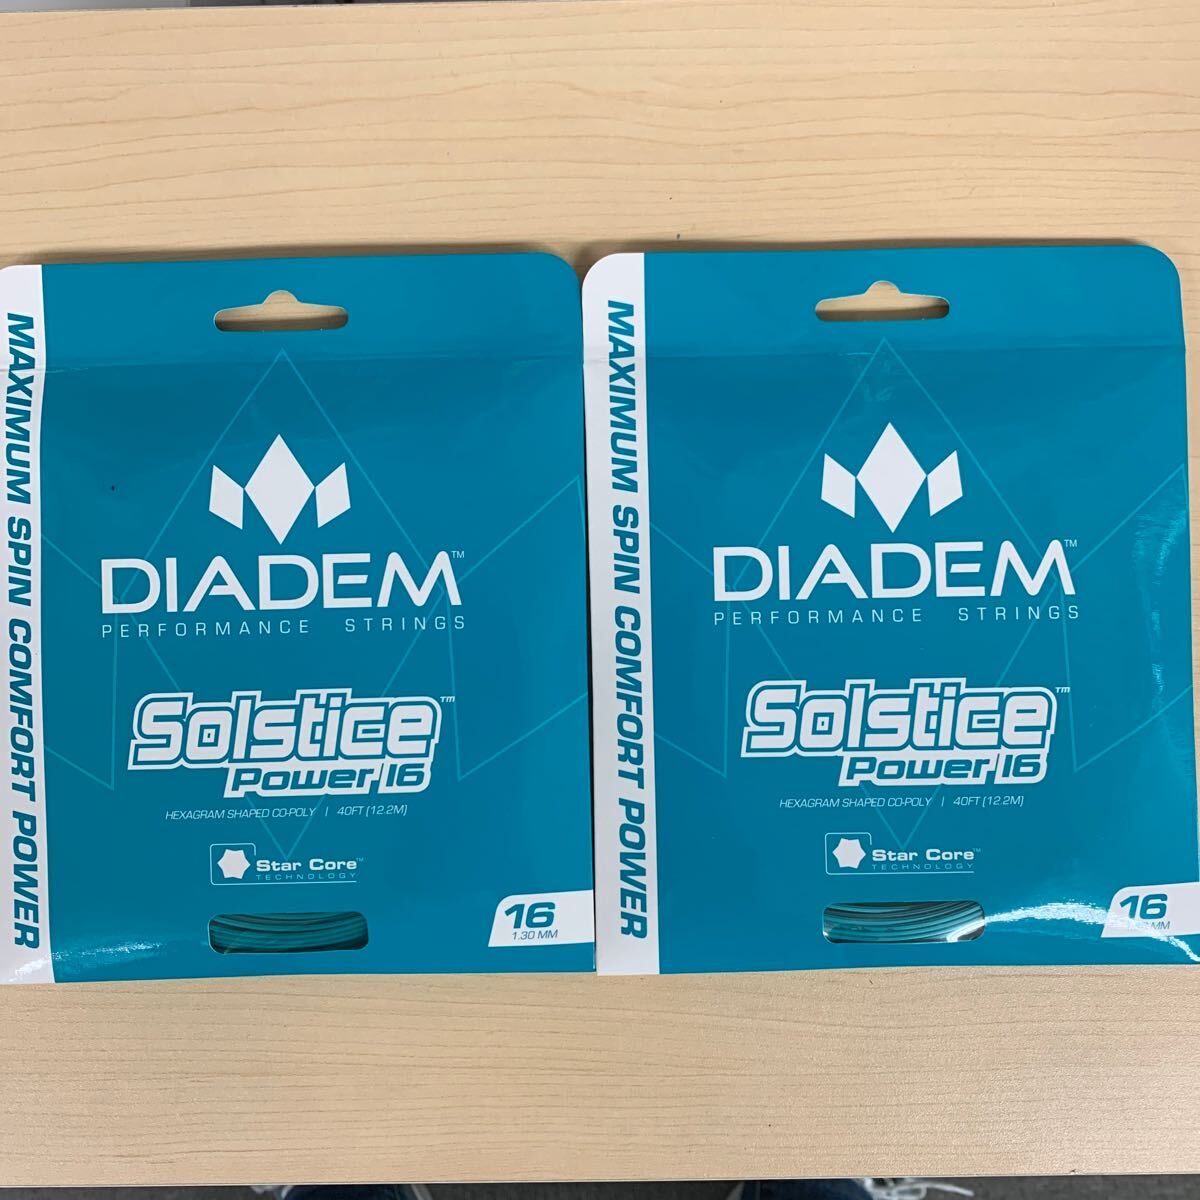 MAXIMUM SPIN COMFORT POWER
DIADEM™
PERFORMANCE STRINGS
Solstice™
Power 16
HEXAGRAM SHAPED CO-POLY | 40FT (12.2M)
Star Core™
TECHNOLOGY
16
1.30 MM
MAXIMUM SPIN COMFORT POWER
DIADEM™
PERFORMANCE STRINGS
Solstice™
Power 16
HEXAGRAM SHAPED CO-POLY | 40FT (12.2M)
Star Core™
TECHNOLOGY
16
MM